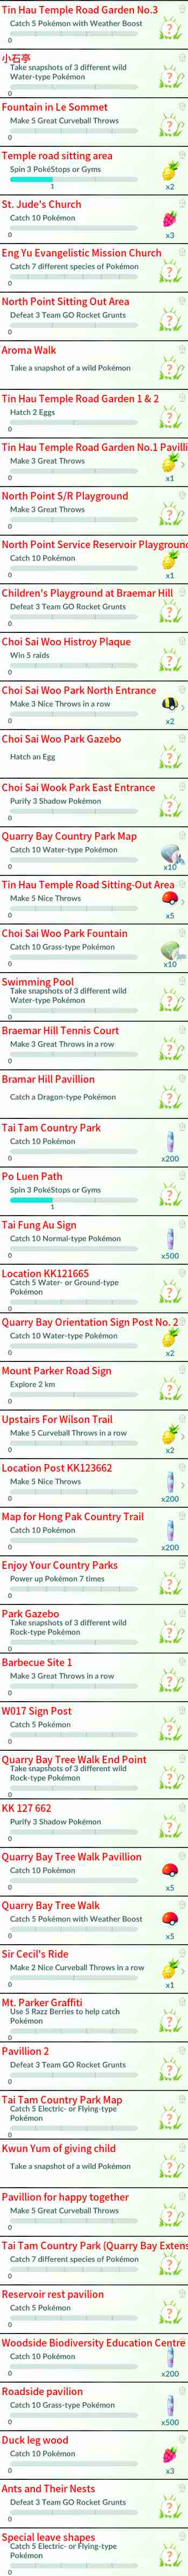 Tin Hau Temple Road Garden No.3
Catch 5 Pokémon with Weather Boost
0
小石亭
Take snapshots of 3 different wild
Water-type Pokémon
0
Fountain in Le Sommet
Make 5 Great Curveball Throws
0
Temple road sitting area
Spin 3 PokéStops or Gyms
1
x2
St. Jude's Church
Catch 10 Pokémon
0
x3
Eng Yu Evangelistic Mission Church
Catch 7 different species of Pokémon
0
North Point Sitting Out Area
Defeat 3 Team GO Rocket Grunts
0
Aroma Walk
Take a snapshot of a wild Pokémon
Tin Hau Temple Road Garden 1 & 2
Hatch 2 Eggs
0
Tin Hau Temple Road Garden No.1 Pavilli
Make 3 Great Throws
0
x1
North Point S/R Playground
Make 3 Great Throws
0
North Point Service Reservoir Playground
Catch 10 Pokémon
0
x1
Children's Playground at Braemar Hill
Defeat 3 Team GO Rocket Grunts
0
Choi Sai Woo Histroy Plaque
Win 5 raids
0
Choi Sai Woo Park North Entrance
Make 3 Nice Throws in a row
0
x2
Choi Sai Woo Park Gazebo
Hatch an Egg
Choi Sai Wook Park East Entrance
Purify 3 Shadow Pokémon
0
Quarry Bay Country Park Map
Catch 10 Water-type Pokémon
0
x10
Tin Hau Temple Road Sitting-Out Area
Make 5 Nice Throws
0
x5
Choi Sai Woo Park Fountain
Catch 10 Grass-type Pokémon
0
x10
Swimming Pool
Take snapshots of 3 different wild
Water-type Pokémon
0
Braemar Hill Tennis Court
Make 3 Great Throws in a row
0
Bramar Hill Pavillion
Catch a Dragon-type Pokémon
Tai Tam Country Park
Catch 10 Pokémon
0
x200
Po Luen Path
Spin 3 PokéStops or Gyms
1
Tai Fung Au Sign
Catch 10 Normal-type Pokémon
0
x500
Location KK121665
Catch 5 Water- or Ground-type
Pokémon
0
Quarry Bay Orientation Sign Post No. 2
Catch 10 Water-type Pokémon
0
x2
Mount Parker Road Sign
Explore 2 km
0
Upstairs For Wilson Trail
Make 5 Curveball Throws in a row
0
x2
Location Post KK123662
Make 5 Nice Throws
0
x200
Map for Hong Pak Country Trail
Catch 10 Pokémon
0
x200
Enjoy Your Country Parks
Power up Pokémon 7 times
0
Park Gazebo
Take snapshots of 3 different wild
Rock-type Pokémon
0
Barbecue Site 1
Make 3 Great Throws in a row
0
W017 Sign Post
Catch 5 Pokémon
0
Quarry Bay Tree Walk End Point
Take snapshots of 3 different wild
Rock-type Pokémon
0
KK 127 662
Purify 3 Shadow Pokémon
0
Quarry Bay Tree Walk Pavillion
Catch 10 Pokémon
0
x5
Quarry Bay Tree Walk
Catch 5 Pokémon with Weather Boost
0
x5
Sir Cecil's Ride
Make 2 Nice Curveball Throws in a row
0
x1
Mt. Parker Graffiti
Use 5 Razz Berries to help catch
Pokémon
0
Pavillion 2
Defeat 3 Team GO Rocket Grunts
0
Tai Tam Country Park Map
Catch 5 Electric- or Flying-type
Pokémon
0
Kwun Yum of giving child
Take a snapshot of a wild Pokémon
Pavillion for happy together
Make 5 Great Curveball Throws
0
Tai Tam Country Park (Quarry Bay Extens
Catch 7 different species of Pokémon
0
Reservoir rest pavilion
Catch 5 Pokémon
0
Woodside Biodiversity Education Centre
Catch 10 Pokémon
0
x200
Roadside pavilion
Catch 10 Grass-type Pokémon
0
x500
Duck leg wood
Catch 10 Pokémon
0
x3
Ants and Their Nests
Defeat 3 Team GO Rocket Grunts
0
Special leave shapes
Catch 5 Electric- or Flying-type
Pokémon
0